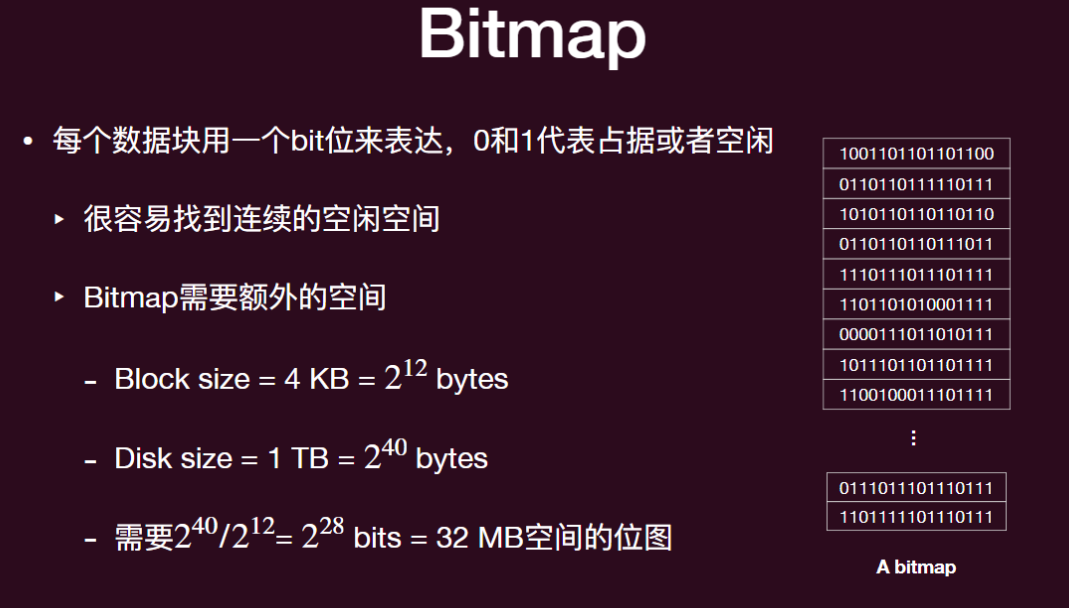 Bitmap
• 每个数据块用一个bit位来表达，0和1代表占据或者空闲
▸ 很容易找到连续的空闲空间
▸ Bitmap需要额外的空间
- Block size = 4 KB = 2^12 bytes
- Disk size = 1 TB = 2^40 bytes
- 需要2^40/2^12= 2^28 bits = 32 MB空间的位图
1001101101101100
0110110111110111
1010110110110110
0110110110111011
1110111011101111
1101101010001111
0000111011010111
1011101101101111
1100100011101111
⋮
0111011101110111
1101111101110111
A bitmap